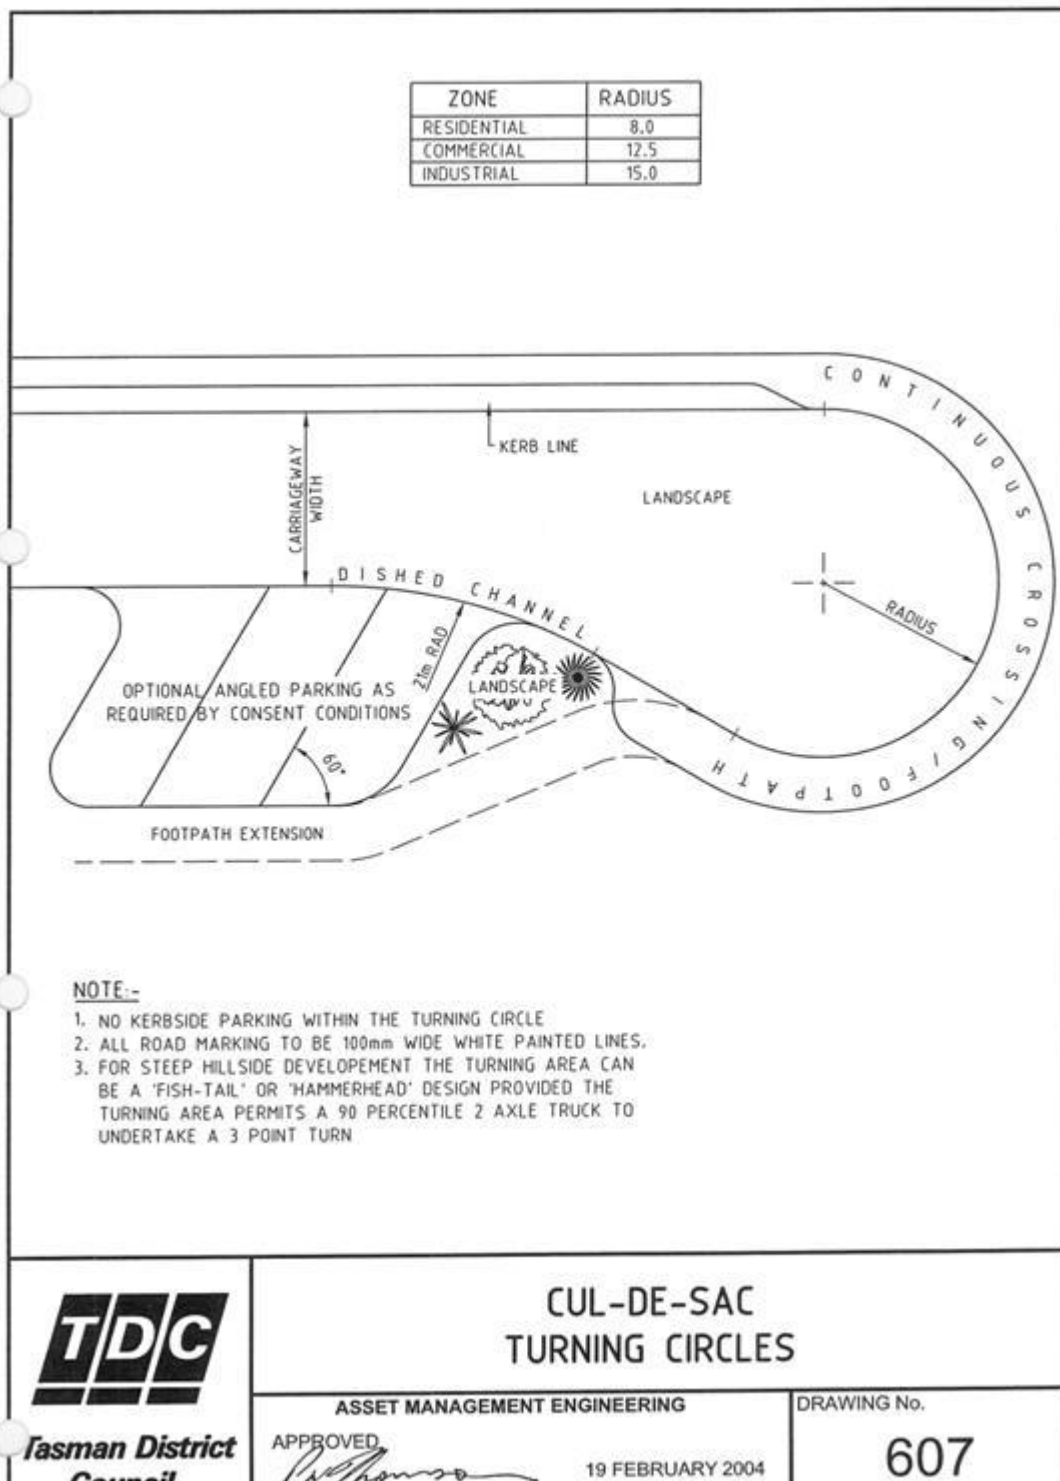 ZONE RADIUS
RESIDENTIAL 8.0
COMMERCIAL 12.5
INDUSTRIAL 15.0
CONTINUOUS CROSSING/FOOTPATH
KERB LINE
CARRIAGEWAY
WIDTH
LANDSCAPE
DISHED CHANNEL
RADIUS
21m RAD
LANDSCAPE
OPTIONAL ANGLED PARKING AS
REQUIRED BY CONSENT CONDITIONS
60°
FOOTPATH EXTENSION
NOTE:-
1. NO KERBSIDE PARKING WITHIN THE TURNING CIRCLE
2. ALL ROAD MARKING TO BE 100mm WIDE WHITE PAINTED LINES.
3. FOR STEEP HILLSIDE DEVELOPEMENT THE TURNING AREA CAN
BE A 'FISH-TAIL' OR 'HAMMERHEAD' DESIGN PROVIDED THE
TURNING AREA PERMITS A 90 PERCENTILE 2 AXLE TRUCK TO
UNDERTAKE A 3 POINT TURN
TDC
Tasman District
Council
CUL-DE-SAC
TURNING CIRCLES
ASSET MANAGEMENT ENGINEERING
APPROVED
19 FEBRUARY 2004
DRAWING No.
607